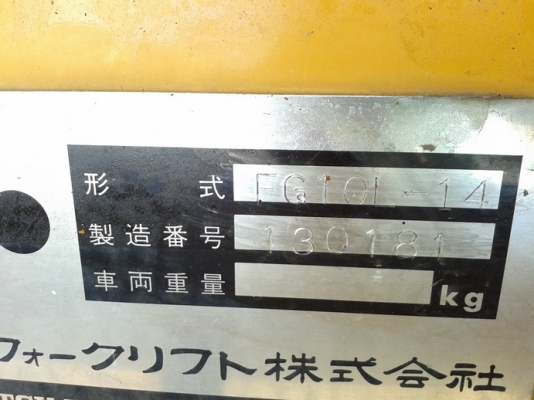 形式 FG10L-14
製造番号 130181
車両重量 kg
フォークリフト株式会社